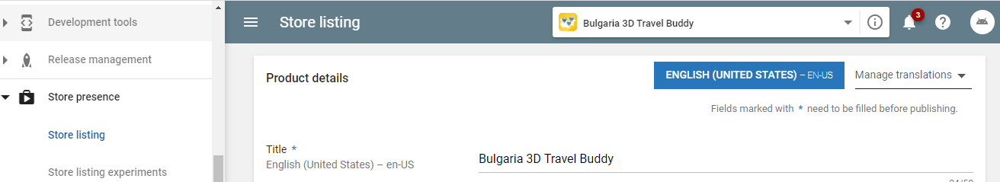 Development tools
Release management
Store presence
Store listing
Store listing experiments
Store listing
Bulgaria 3D Travel Buddy
3
Product details
ENGLISH (UNITED STATES) – EN-US
Manage translations
Fields marked with * need to be filled before publishing.
Title *
English (United States) – en-US
Bulgaria 3D Travel Buddy